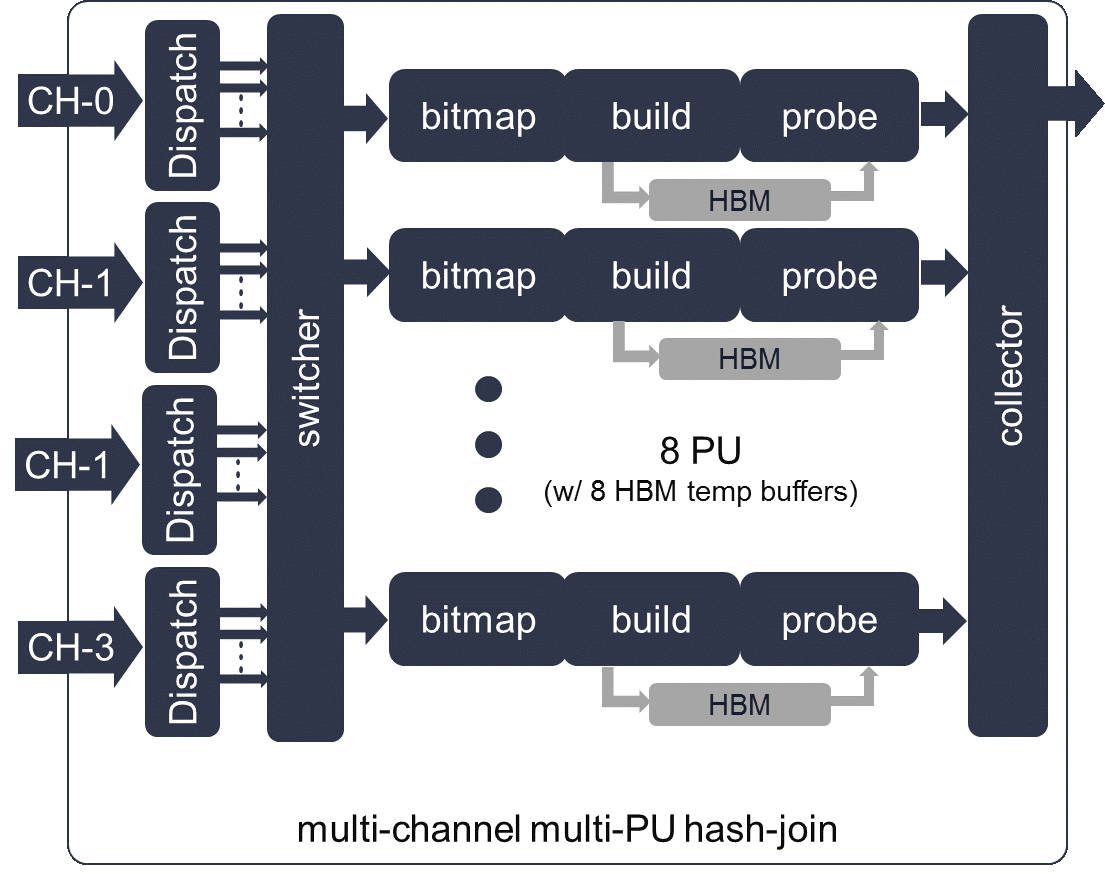 CH-0
Dispatch
CH-1
Dispatch
CH-1
Dispatch
CH-3
Dispatch
switcher
bitmap build probe
HBM
bitmap build probe
HBM
8 PU
(w/ 8 HBM temp buffers)
bitmap build probe
HBM
collector
multi-channel multi-PU hash-join